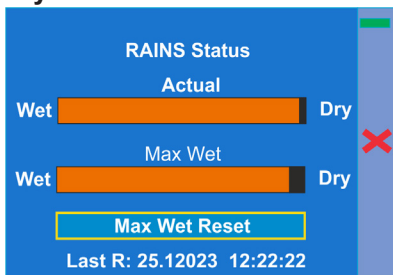 RAINS Status
Actual
Wet Dry
Max Wet
Wet Dry
Max Wet Reset
Last R: 25.12023 12:22:22